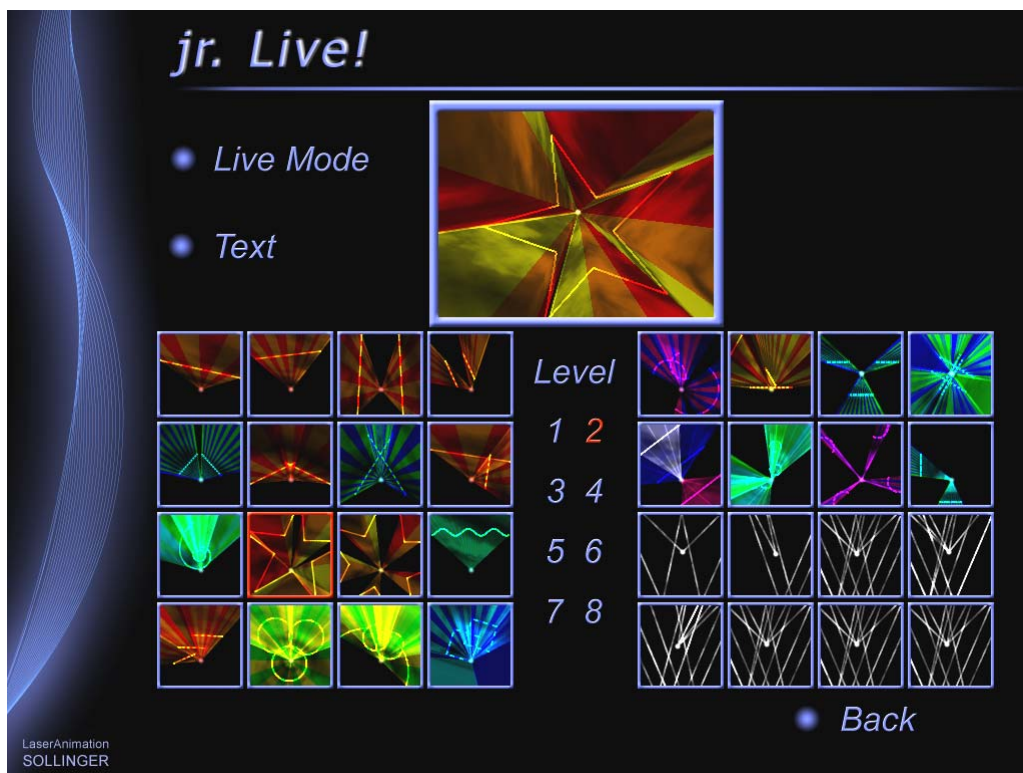 jr. Live!
Live Mode
Text
Level
1 2
3 4
5 6
7 8
Back
LaserAnimation
SOLLINGER